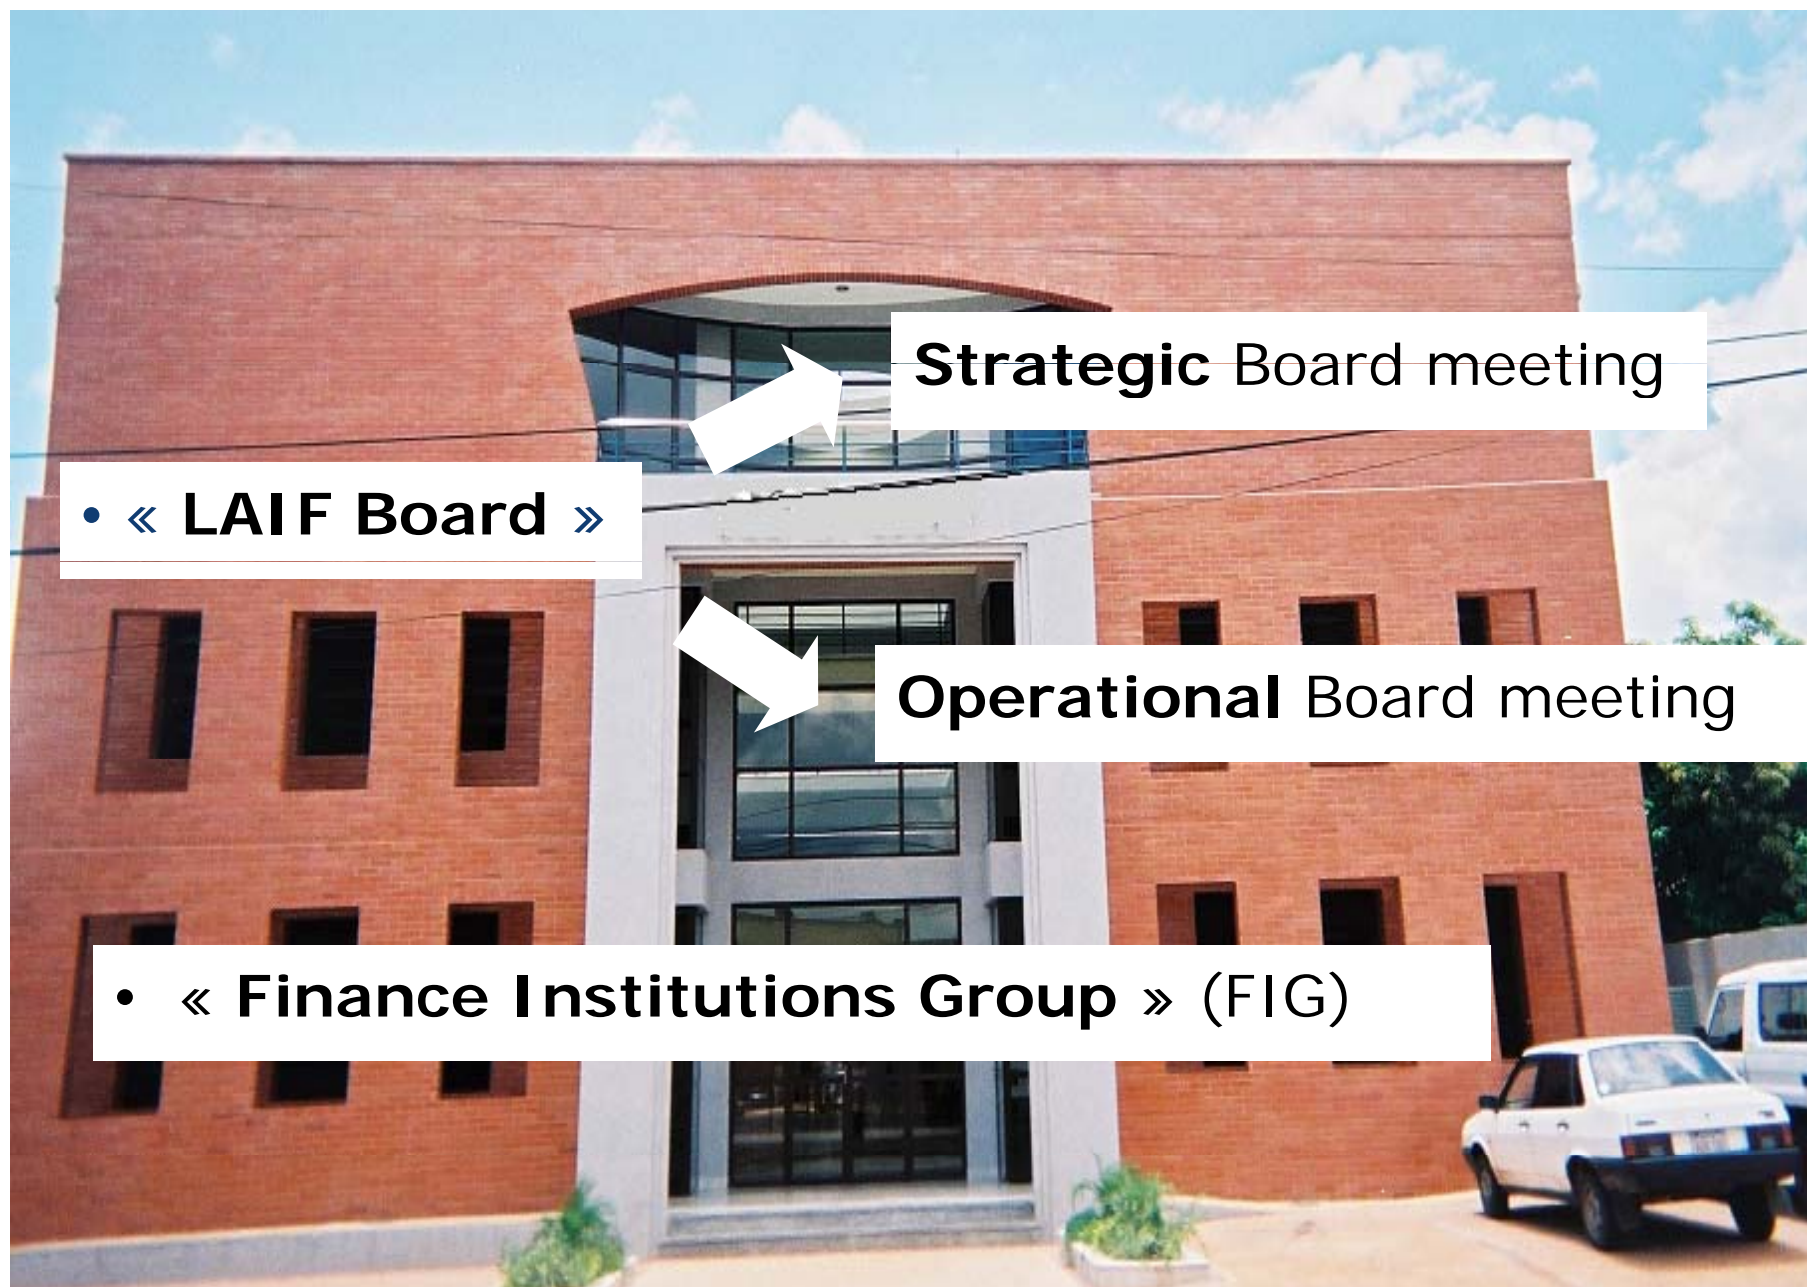 Strategic Board meeting
• « LAIF Board »
Operational Board meeting
• « Finance Institutions Group » (FIG)